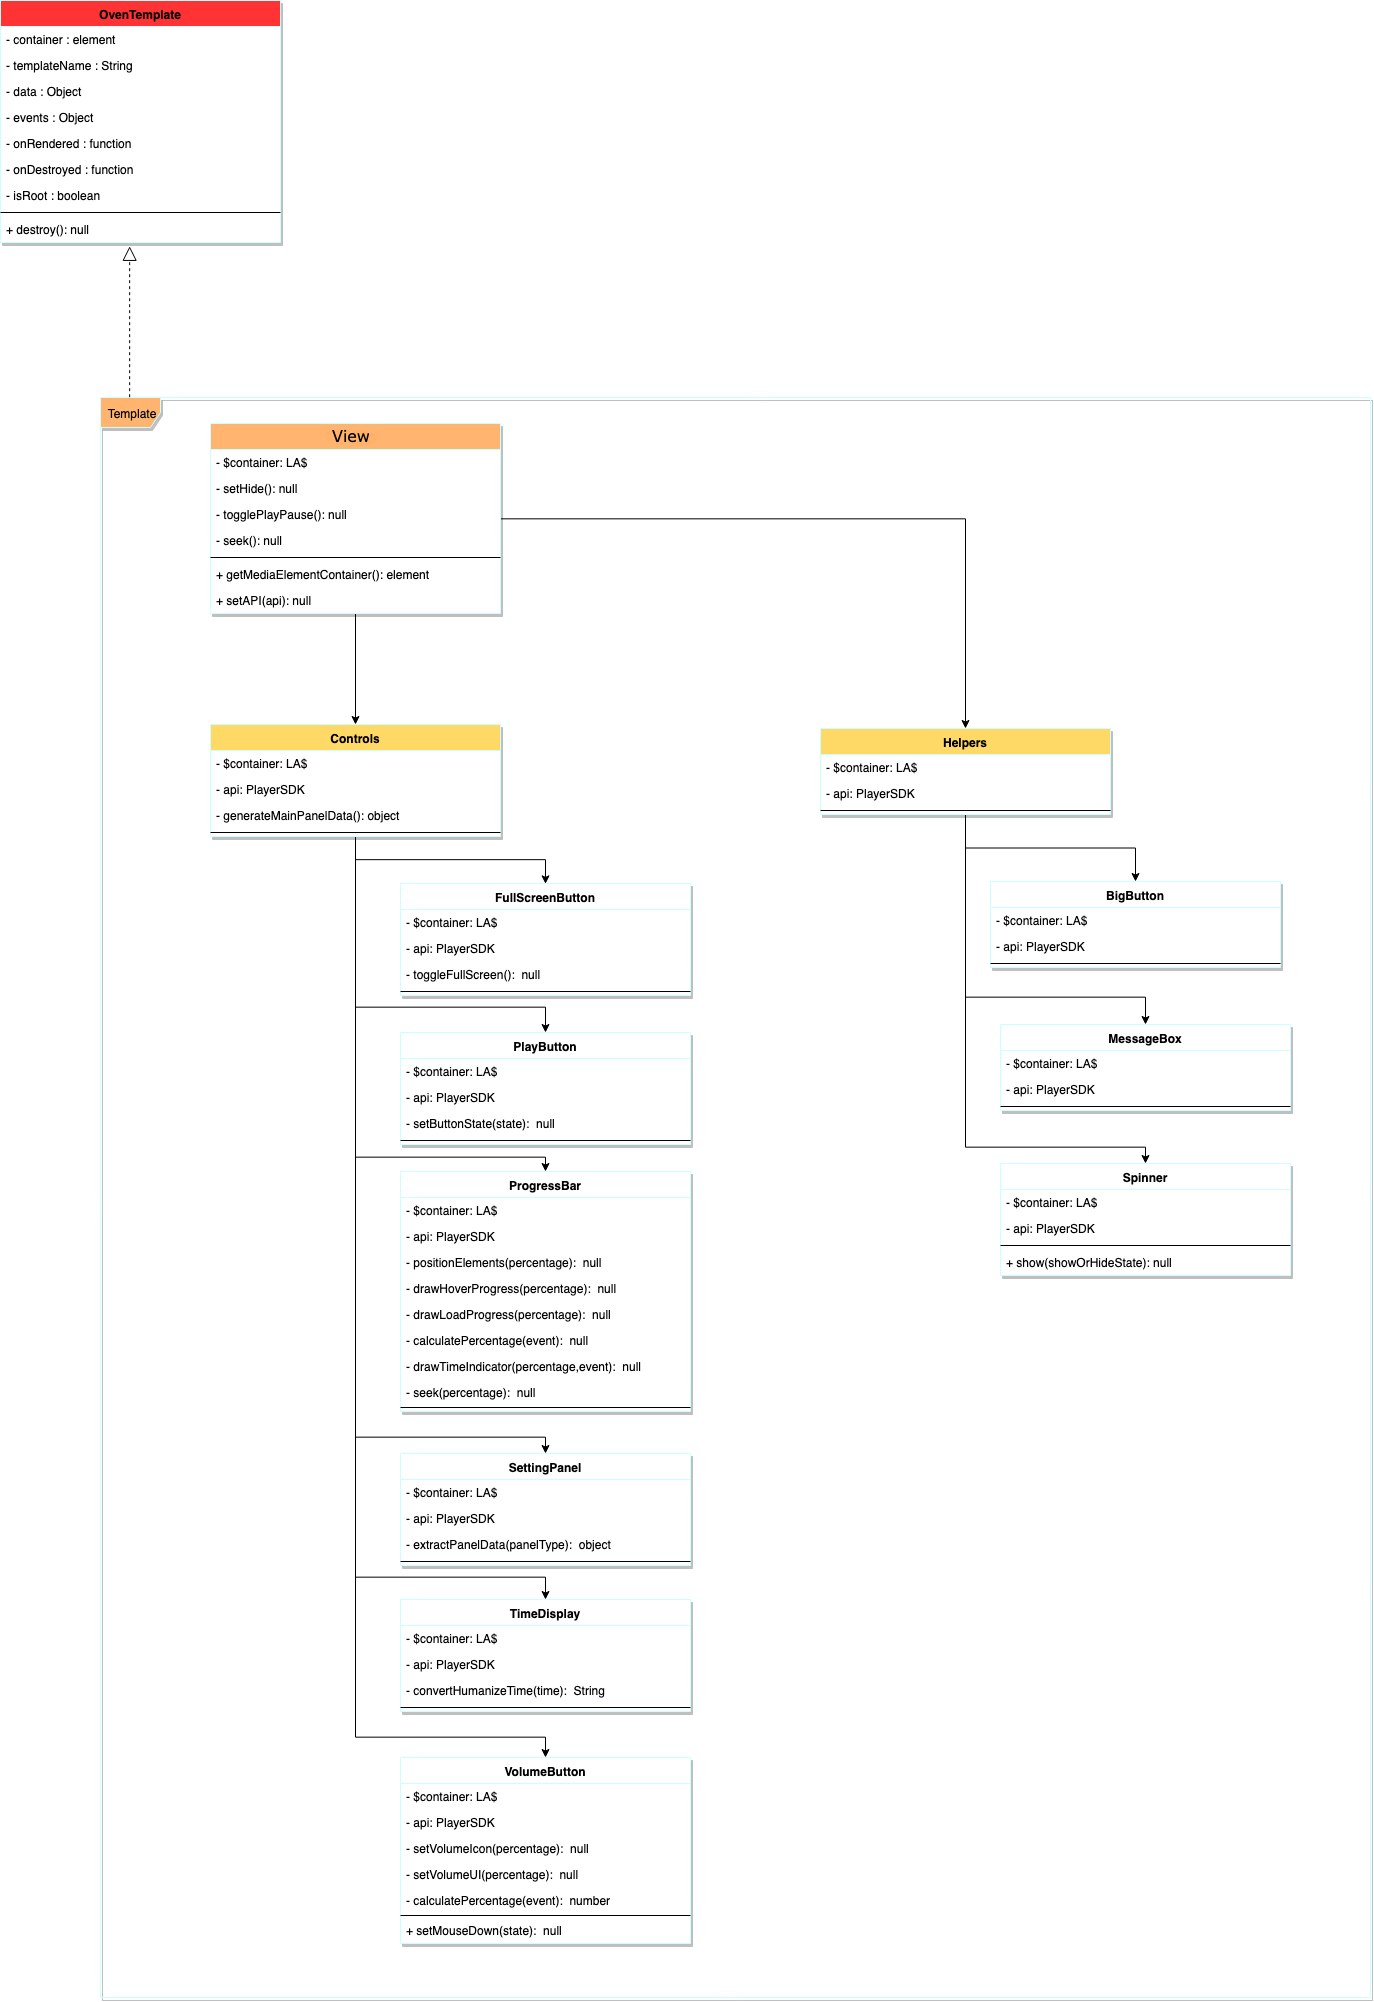 OvenTemplate
- container : element
- templateName : String
- data : Object
- events : Object
- onRendered : function
- onDestroyed : function
- isRoot : boolean
+ destroy(): null
Template
View
- $container: LA$
- setHide(): null
- togglePlayPause(): null
- seek(): null
+ getMediaElementContainer(): element
+ setAPI(api): null
Controls
- $container: LA$
- api: PlayerSDK
- generateMainPanelData(): object
FullScreenButton
- $container: LA$
- api: PlayerSDK
- toggleFullScreen():  null
PlayButton
- $container: LA$
- api: PlayerSDK
- setButtonState(state):  null
ProgressBar
- $container: LA$
- api: PlayerSDK
- positionElements(percentage):  null
- drawHoverProgress(percentage):  null
- drawLoadProgress(percentage):  null
- calculatePercentage(event):  null
- drawTimeIndicator(percentage,event):  null
- seek(percentage):  null
SettingPanel
- $container: LA$
- api: PlayerSDK
- extractPanelData(panelType):  object
TimeDisplay
- $container: LA$
- api: PlayerSDK
- convertHumanizeTime(time):  String
VolumeButton
- $container: LA$
- api: PlayerSDK
- setVolumeIcon(percentage):  null
- setVolumeUI(percentage):  null
- calculatePercentage(event):  number
+ setMouseDown(state):  null
Helpers
- $container: LA$
- api: PlayerSDK
BigButton
- $container: LA$
- api: PlayerSDK
MessageBox
- $container: LA$
- api: PlayerSDK
Spinner
- $container: LA$
- api: PlayerSDK
+ show(showOrHideState): null